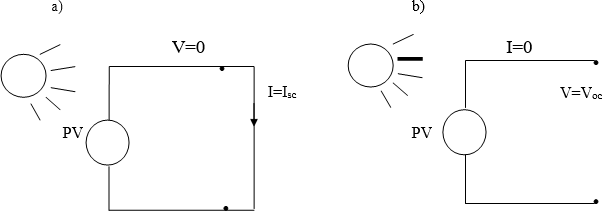 a)
V=0
I=Isc
PV
b)
I=0
V=Voc
PV